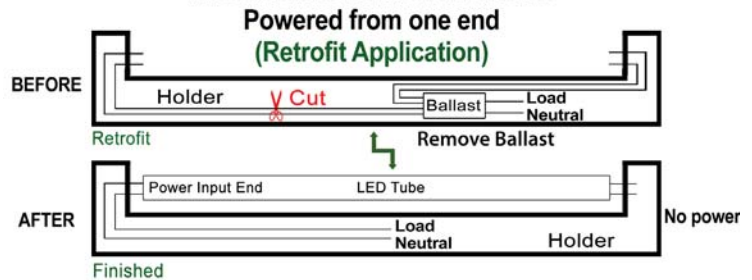 Powered from one end
(Retrofit Application)
BEFORE
Holder
Cut
Ballast
Load
Neutral
Retrofit
Remove Ballast
Power Input End
LED Tube
AFTER
Load
Neutral
Holder
No power
Finished